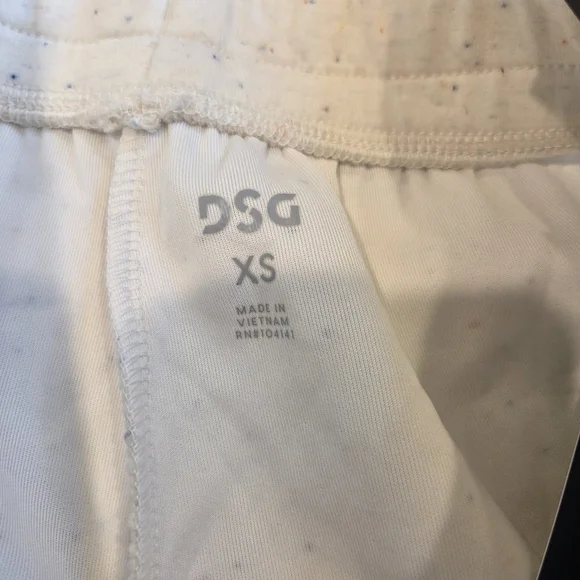 DSG
XS
MADE IN
VIETNAM
RN#104141